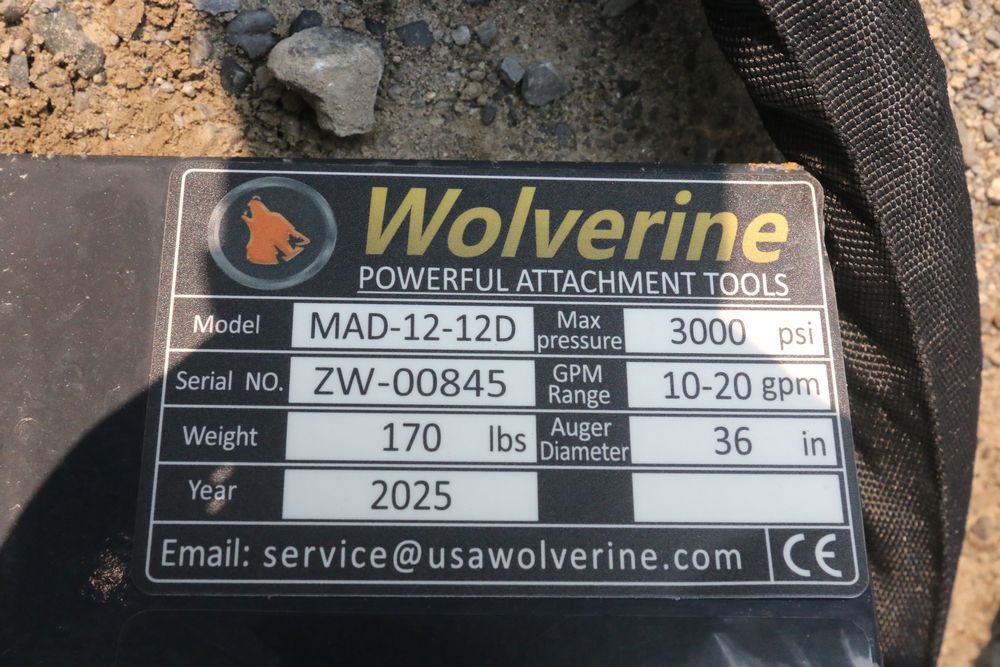 Wolverine
POWERFUL ATTACHMENT TOOLS
Model MAD-12-12D Max pressure 3000 psi
Serial NO. ZW-00845 GPM Range 10-20 gpm
Weight 170 lbs Auger Diameter 36 in
Year 2025
Email: service@usawolverine.com CE